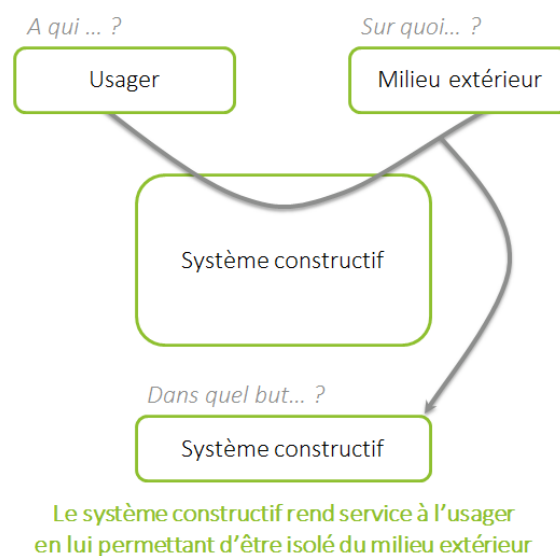 A qui ... ?
Sur quoi... ?
Usager
Milieu extérieur
Système constructif
Dans quel but... ?
Système constructif
Le système constructif rend service à l’usager
en lui permettant d’être isolé du milieu extérieur